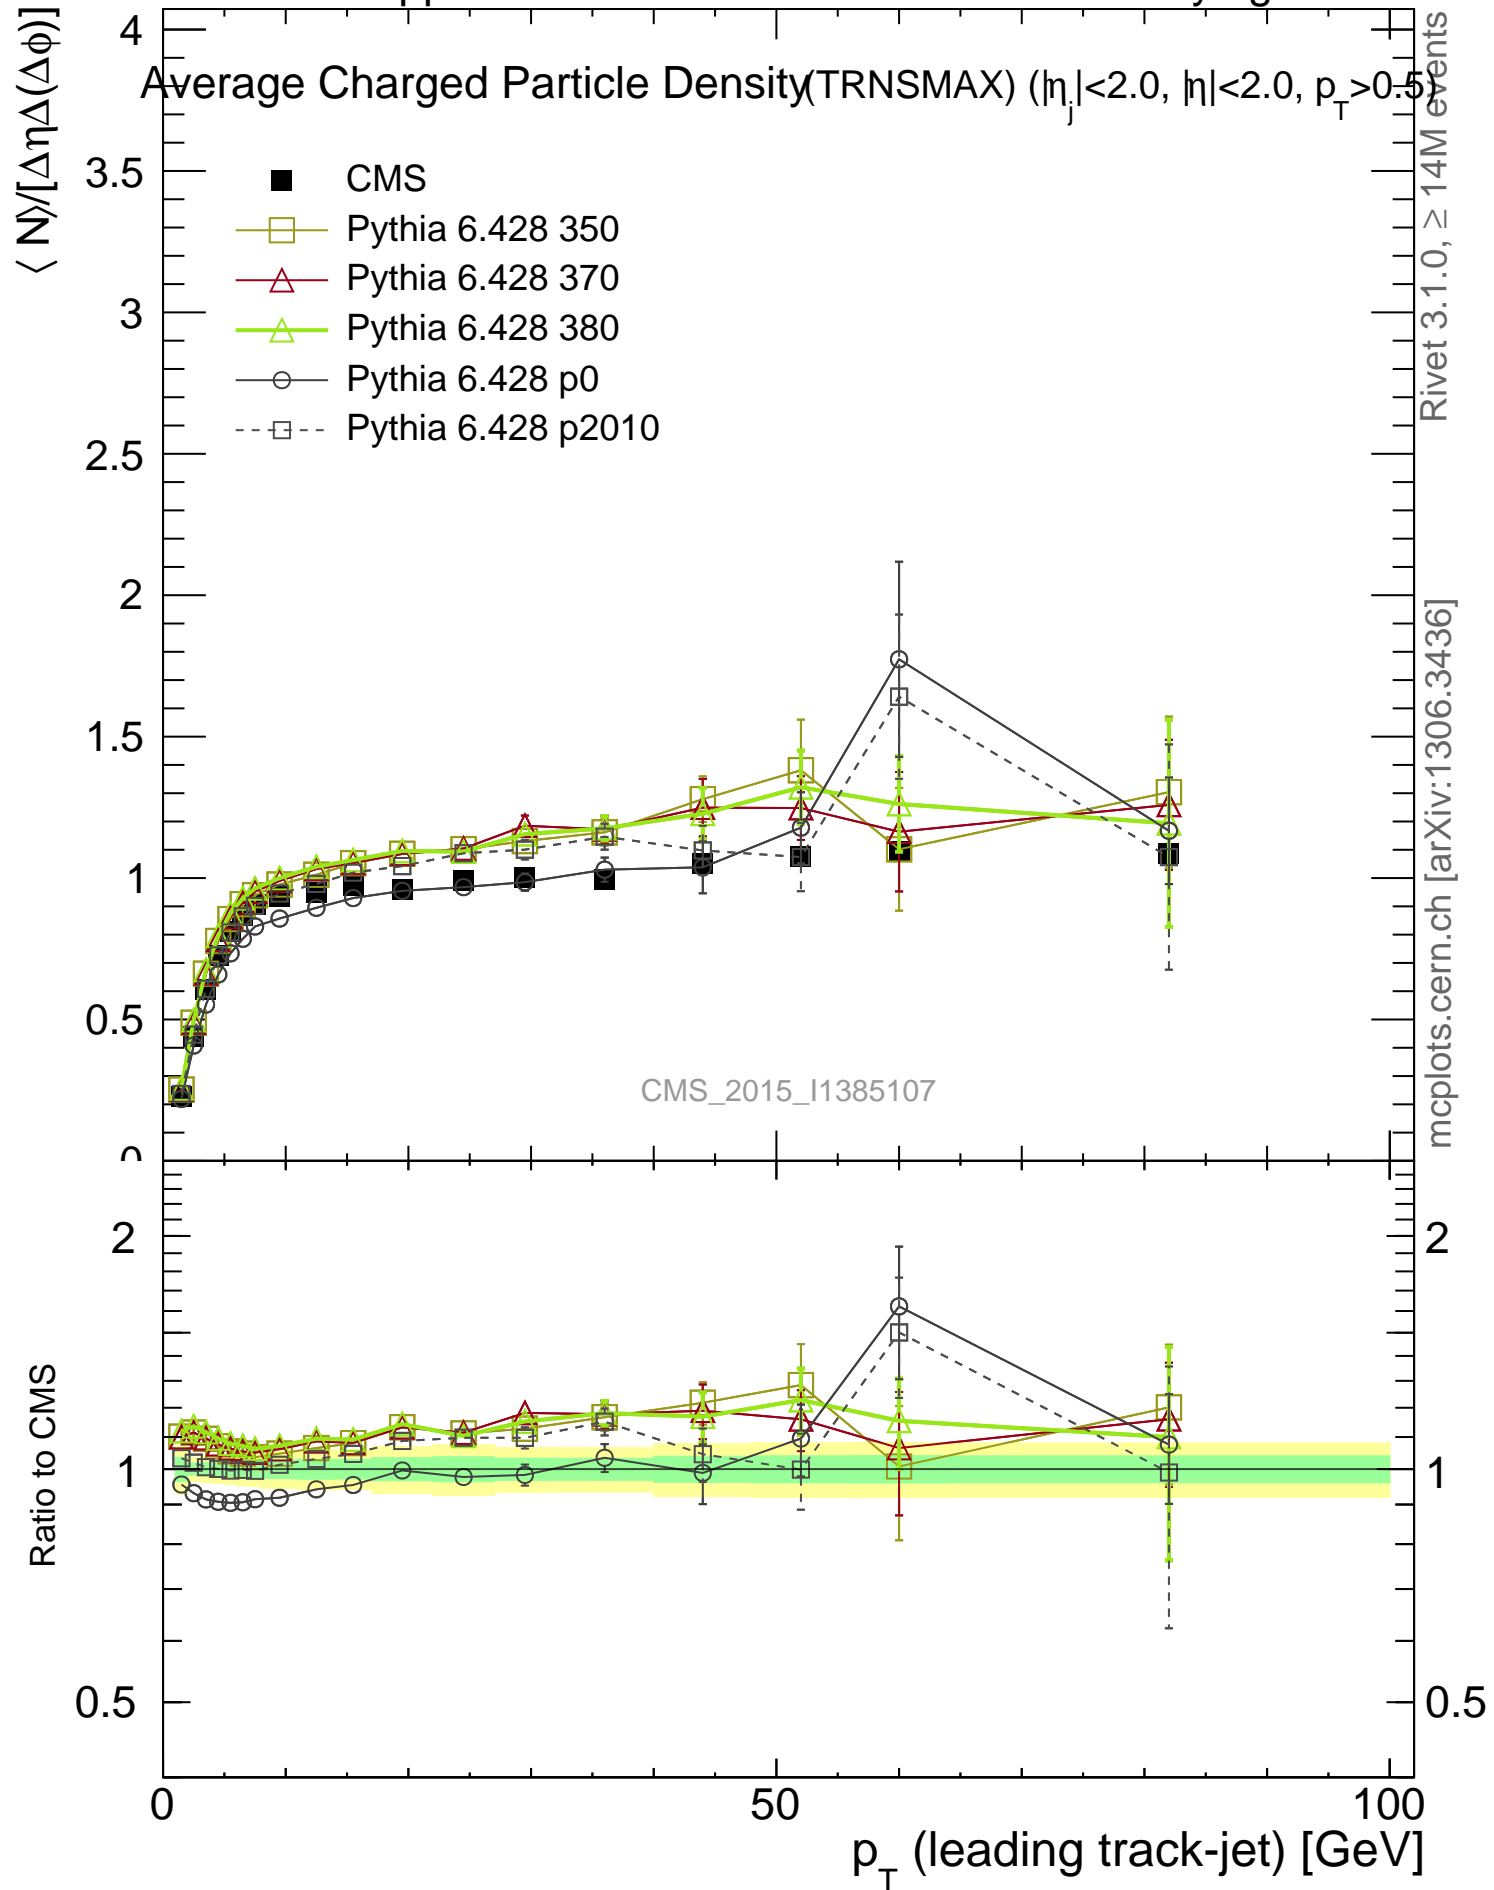 Average Charged Particle Density (TRNSMAX) (|η_j|<2.0, |η|<2.0, p_T>0.5)
⟨ N⟩/[ΔηΔ(Δϕ)]
4
3.5
3
2.5
2
1.5
1
0.5
0
CMS
Pythia 6.428 350
Pythia 6.428 370
Pythia 6.428 380
Pythia 6.428 p0
Pythia 6.428 p2010
CMS_2015_I1385107
Rivet 3.1.0, ≥ 14M events
mcplots.cern.ch [arXiv:1306.3436]
Ratio to CMS
2
1
0.5
2
1
0.5
0
50
100
p_T (leading track-jet) [GeV]